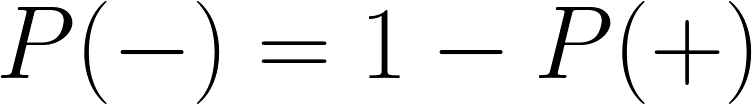 P(−) = 1 − P(+)